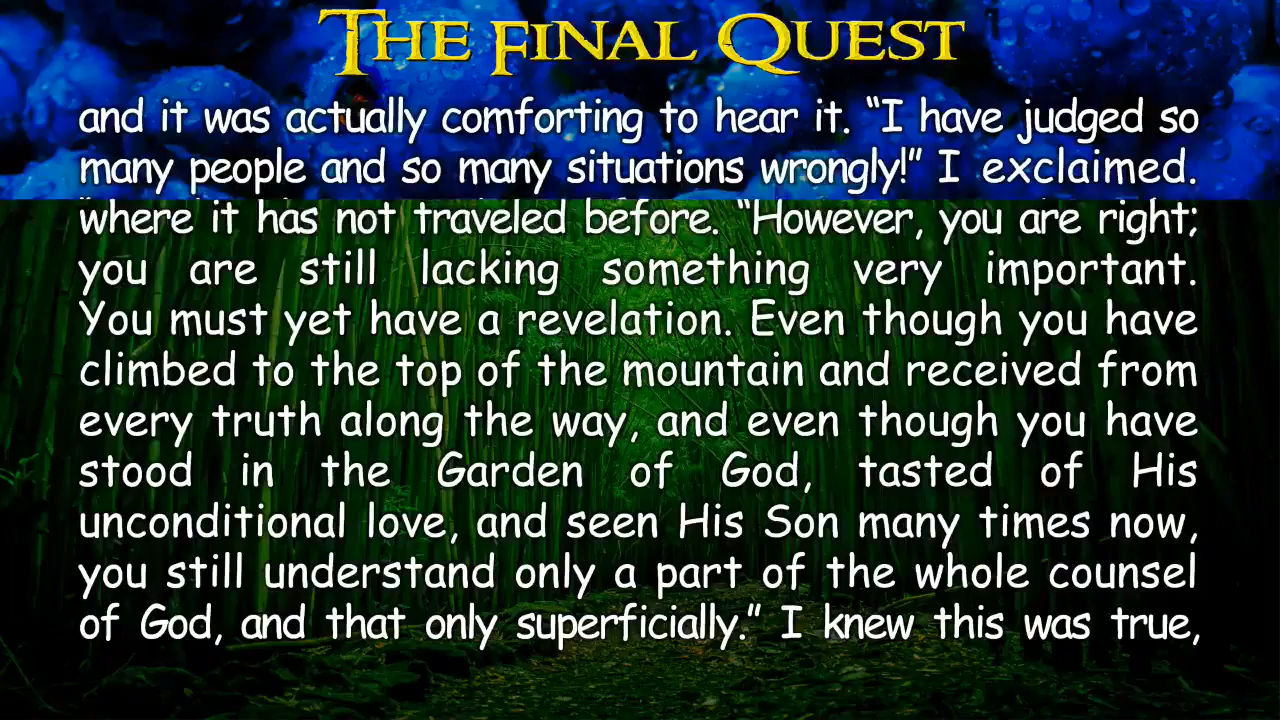 THE FINAL QUEST
and it was actually comforting to hear it. “I have judged so
many people and so many situations wrongly!” I exclaimed.
where it has not traveled before. “However, you are right;
you are still lacking something very important.
You must yet have a revelation. Even though you have
climbed to the top of the mountain and received from
every truth along the way, and even though you have
stood in the Garden of God, tasted of His
unconditional love, and seen His Son many times now,
you still understand only a part of the whole counsel
of God, and that only superficially.” I knew this was true,